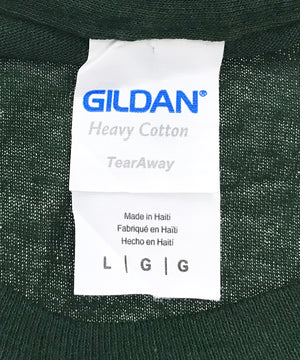 GILDAN®
Heavy Cotton
TearAway
Made in Haiti
Fabriqué en Haïti
Hecho en Haití
L | G | G